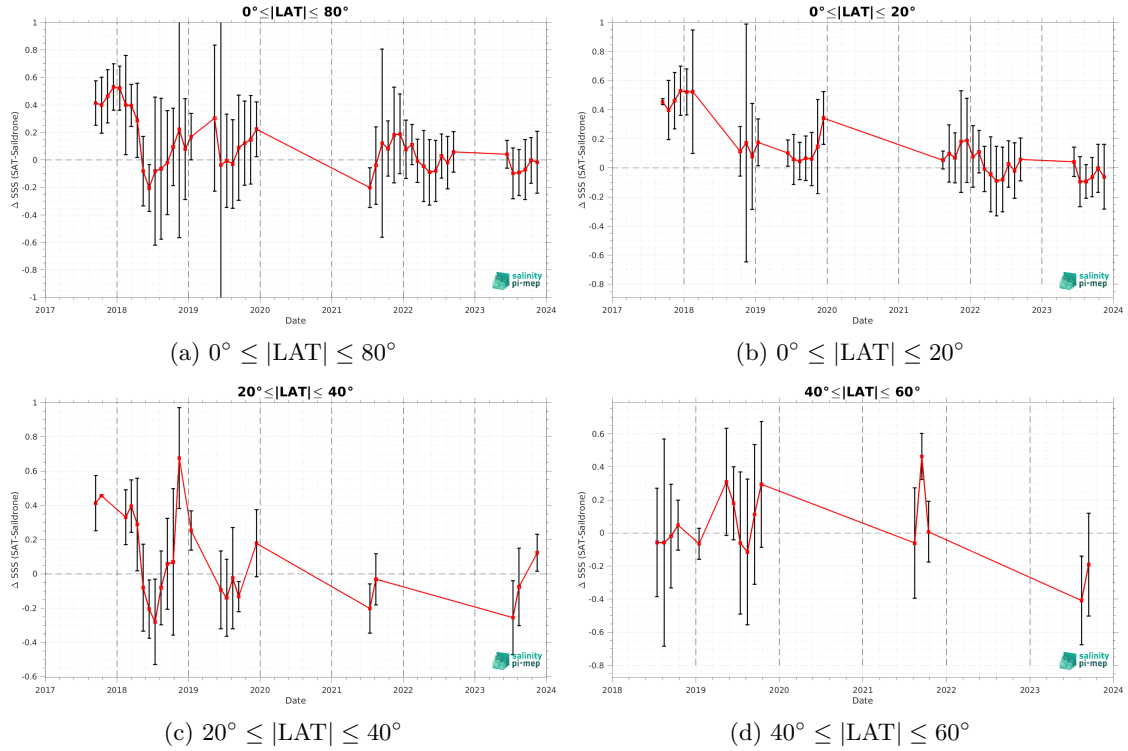 0°≤|LAT|≤ 80°
Δ SSS (SAT-Saildrone)
1
0.8
0.6
0.4
0.2
0
-0.2
-0.4
-0.6
-0.8
-1
2017 2018 2019 2020 2021 2022 2023 2024
Date
salinity
pi-mep
(a) 0° ≤ |LAT| ≤ 80°
0°≤|LAT|≤ 20°
Δ SSS (SAT-Saildrone)
1
0.8
0.6
0.4
0.2
0
-0.2
-0.4
-0.6
-0.8
2017 2018 2019 2020 2021 2022 2023 2024
Date
salinity
pi-mep
(b) 0° ≤ |LAT| ≤ 20°
20°≤|LAT|≤ 40°
Δ SSS (SAT-Saildrone)
1
0.8
0.6
0.4
0.2
0
-0.2
-0.4
-0.6
2017 2018 2019 2020 2021 2022 2023 2024
Date
salinity
pi-mep
(c) 20° ≤ |LAT| ≤ 40°
40°≤|LAT|≤ 60°
Δ SSS (SAT-Saildrone)
0.6
0.4
0.2
0
-0.2
-0.4
-0.6
-0.8
2018 2019 2020 2021 2022 2023 2024
Date
salinity
pi-mep
(d) 40° ≤ |LAT| ≤ 60°